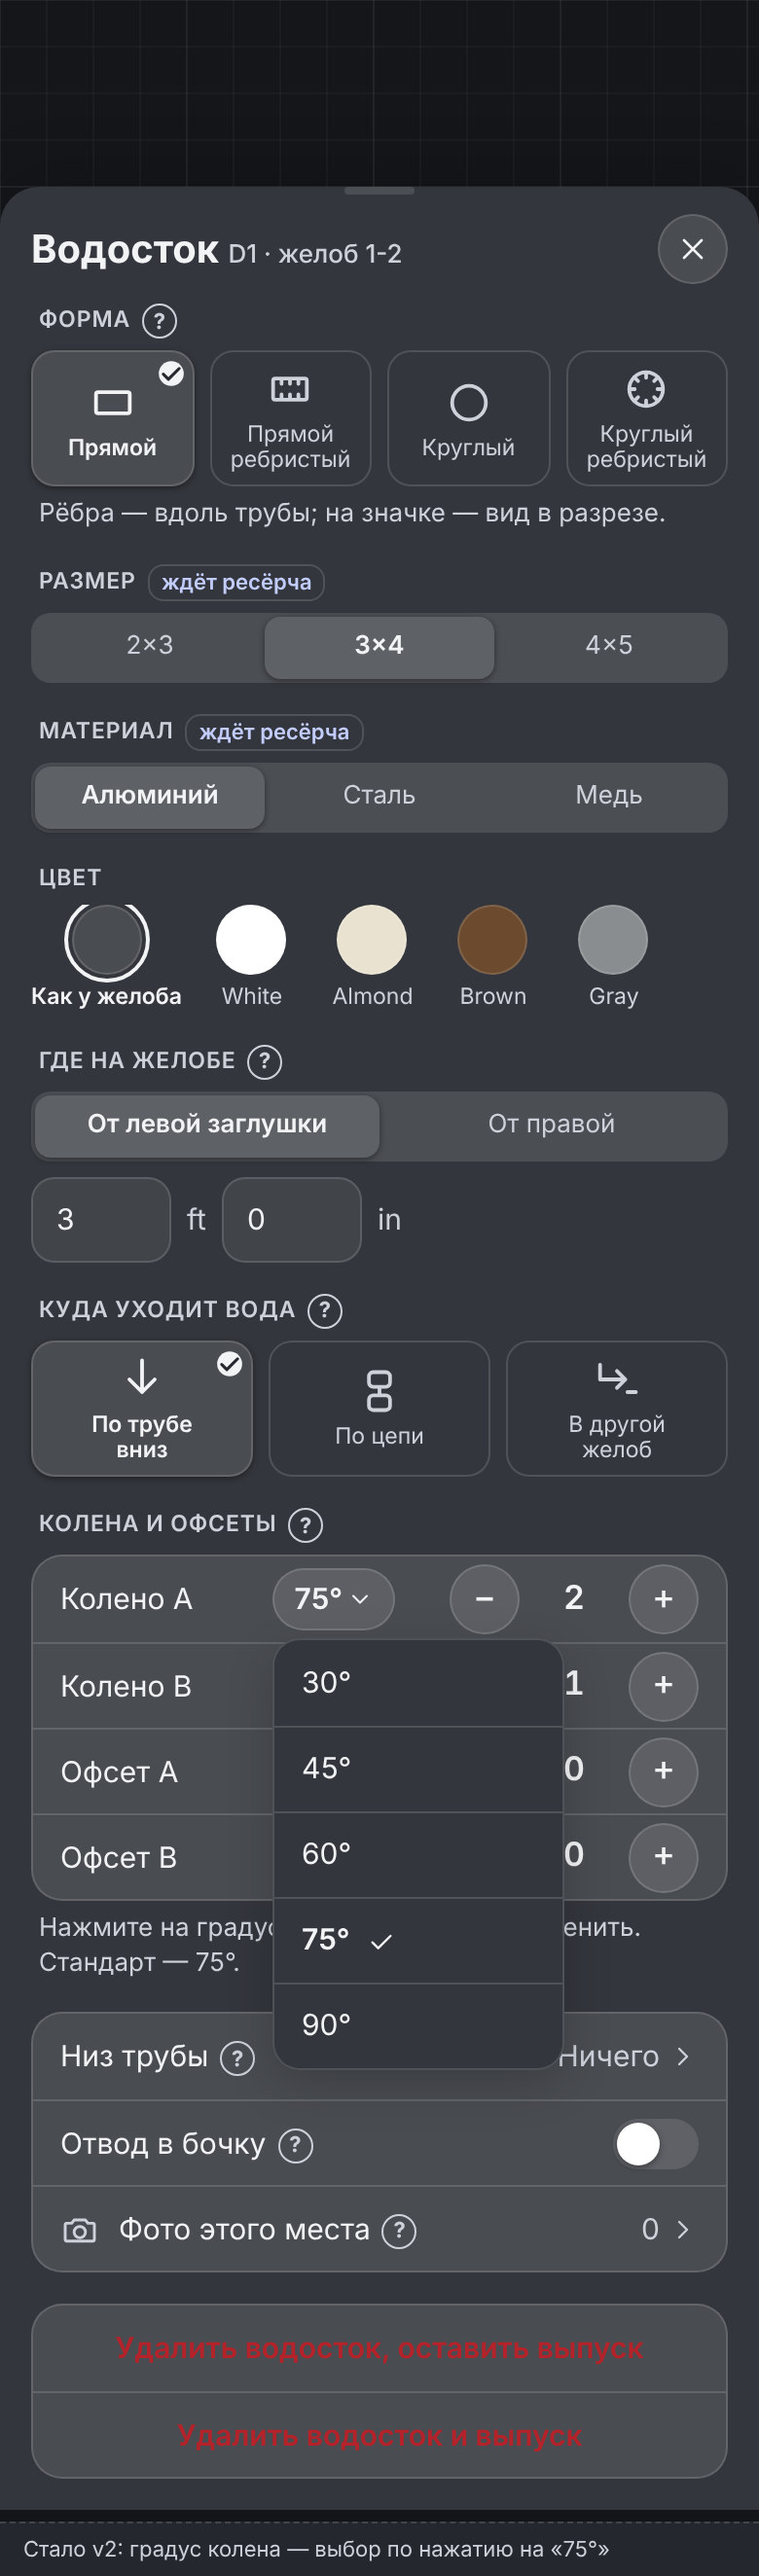 Водосток D1 · желоб 1-2
ФОРМА ?
Прямой
Прямой ребристый
Круглый
Круглый ребристый
Рёбра — вдоль трубы; на значке — вид в разрезе.
РАЗМЕР ждёт ресёрча
2×3 3×4 4×5
МАТЕРИАЛ ждёт ресёрча
Алюминий Сталь Медь
ЦВЕТ
Как у желоба White Almond Brown Gray
ГДЕ НА ЖЕЛОБЕ ?
От левой заглушки От правой
3 ft 0 in
КУДА УХОДИТ ВОДА ?
По трубе вниз
По цепи
В другой желоб
КОЛЕНА И ОФСЕТЫ ?
Колено A 75° − 2 +
Колено B 1 +
Офсет A 0 +
Офсет B 0 +
30°
45°
60°
75°
90°
Нажмите на градус енить.
Стандарт — 75°.
Низ трубы ? Ничего
Отвод в бочку ?
Фото этого места ? 0
Удалить водосток, оставить выпуск
Удалить водосток и выпуск
Стало v2: градус колена — выбор по нажатию на «75°»